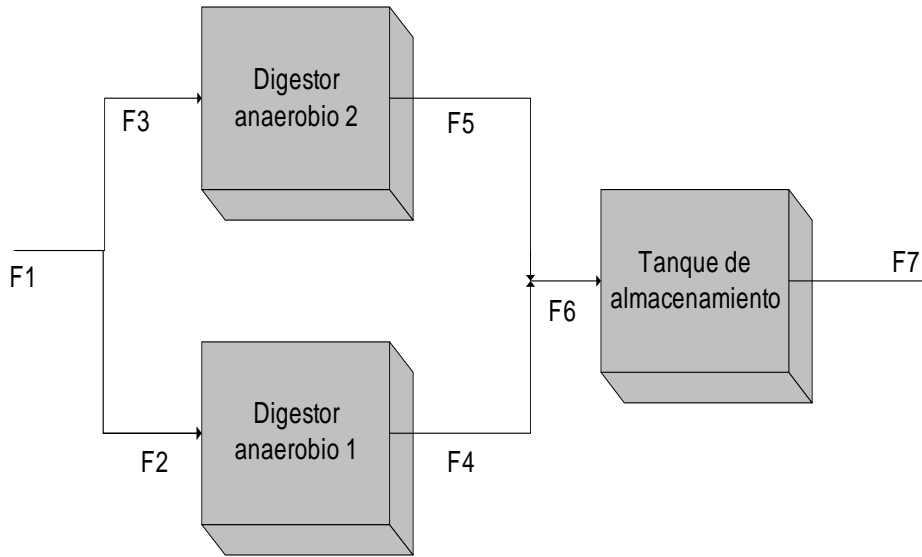 Digestor
anaerobio 2
F3
F5
F1
Tanque de
almacenamiento
F7
F6
Digestor
anaerobio 1
F2
F4